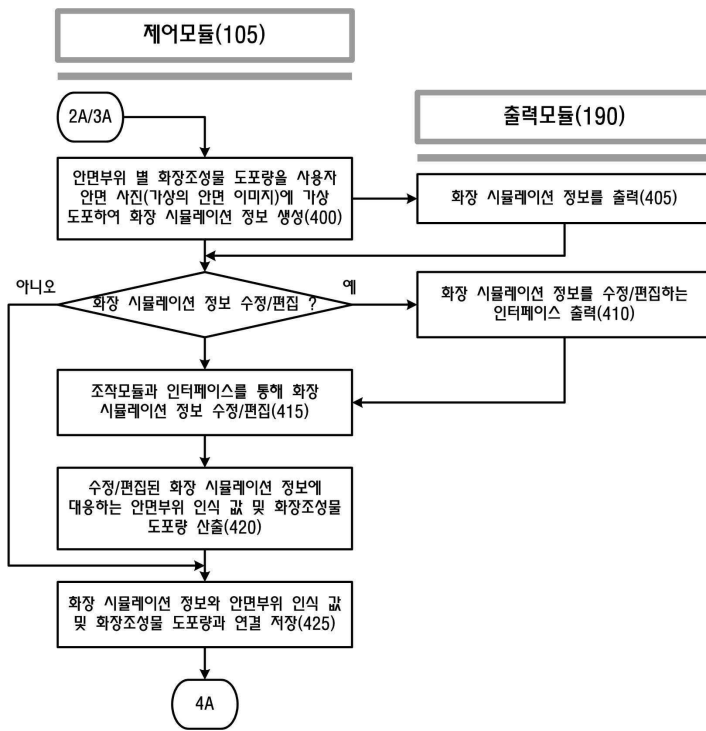 제어모듈(105)
2A/3A
출력모듈(190)
안면부위 별 화장조성물 도포량을 사용자
안면 사진(가상의 안면 이미지)에 가상
도포하여 화장 시뮬레이션 정보 생성(400)
화장 시뮬레이션 정보를 출력(405)
아니오
화장 시뮬레이션 정보 수정/편집 ?
예
화장 시뮬레이션 정보를 수정/편집하는
인터페이스 출력(410)
조작모듈과 인터페이스를 통해 화장
시뮬레이션 정보 수정/편집(415)
수정/편집된 화장 시뮬레이션 정보에
대응하는 안면부위 인식 값 및 화장조성물
도포량 산출(420)
화장 시뮬레이션 정보와 안면부위 인식 값
및 화장조성물 도포량과 연결 저장(425)
4A